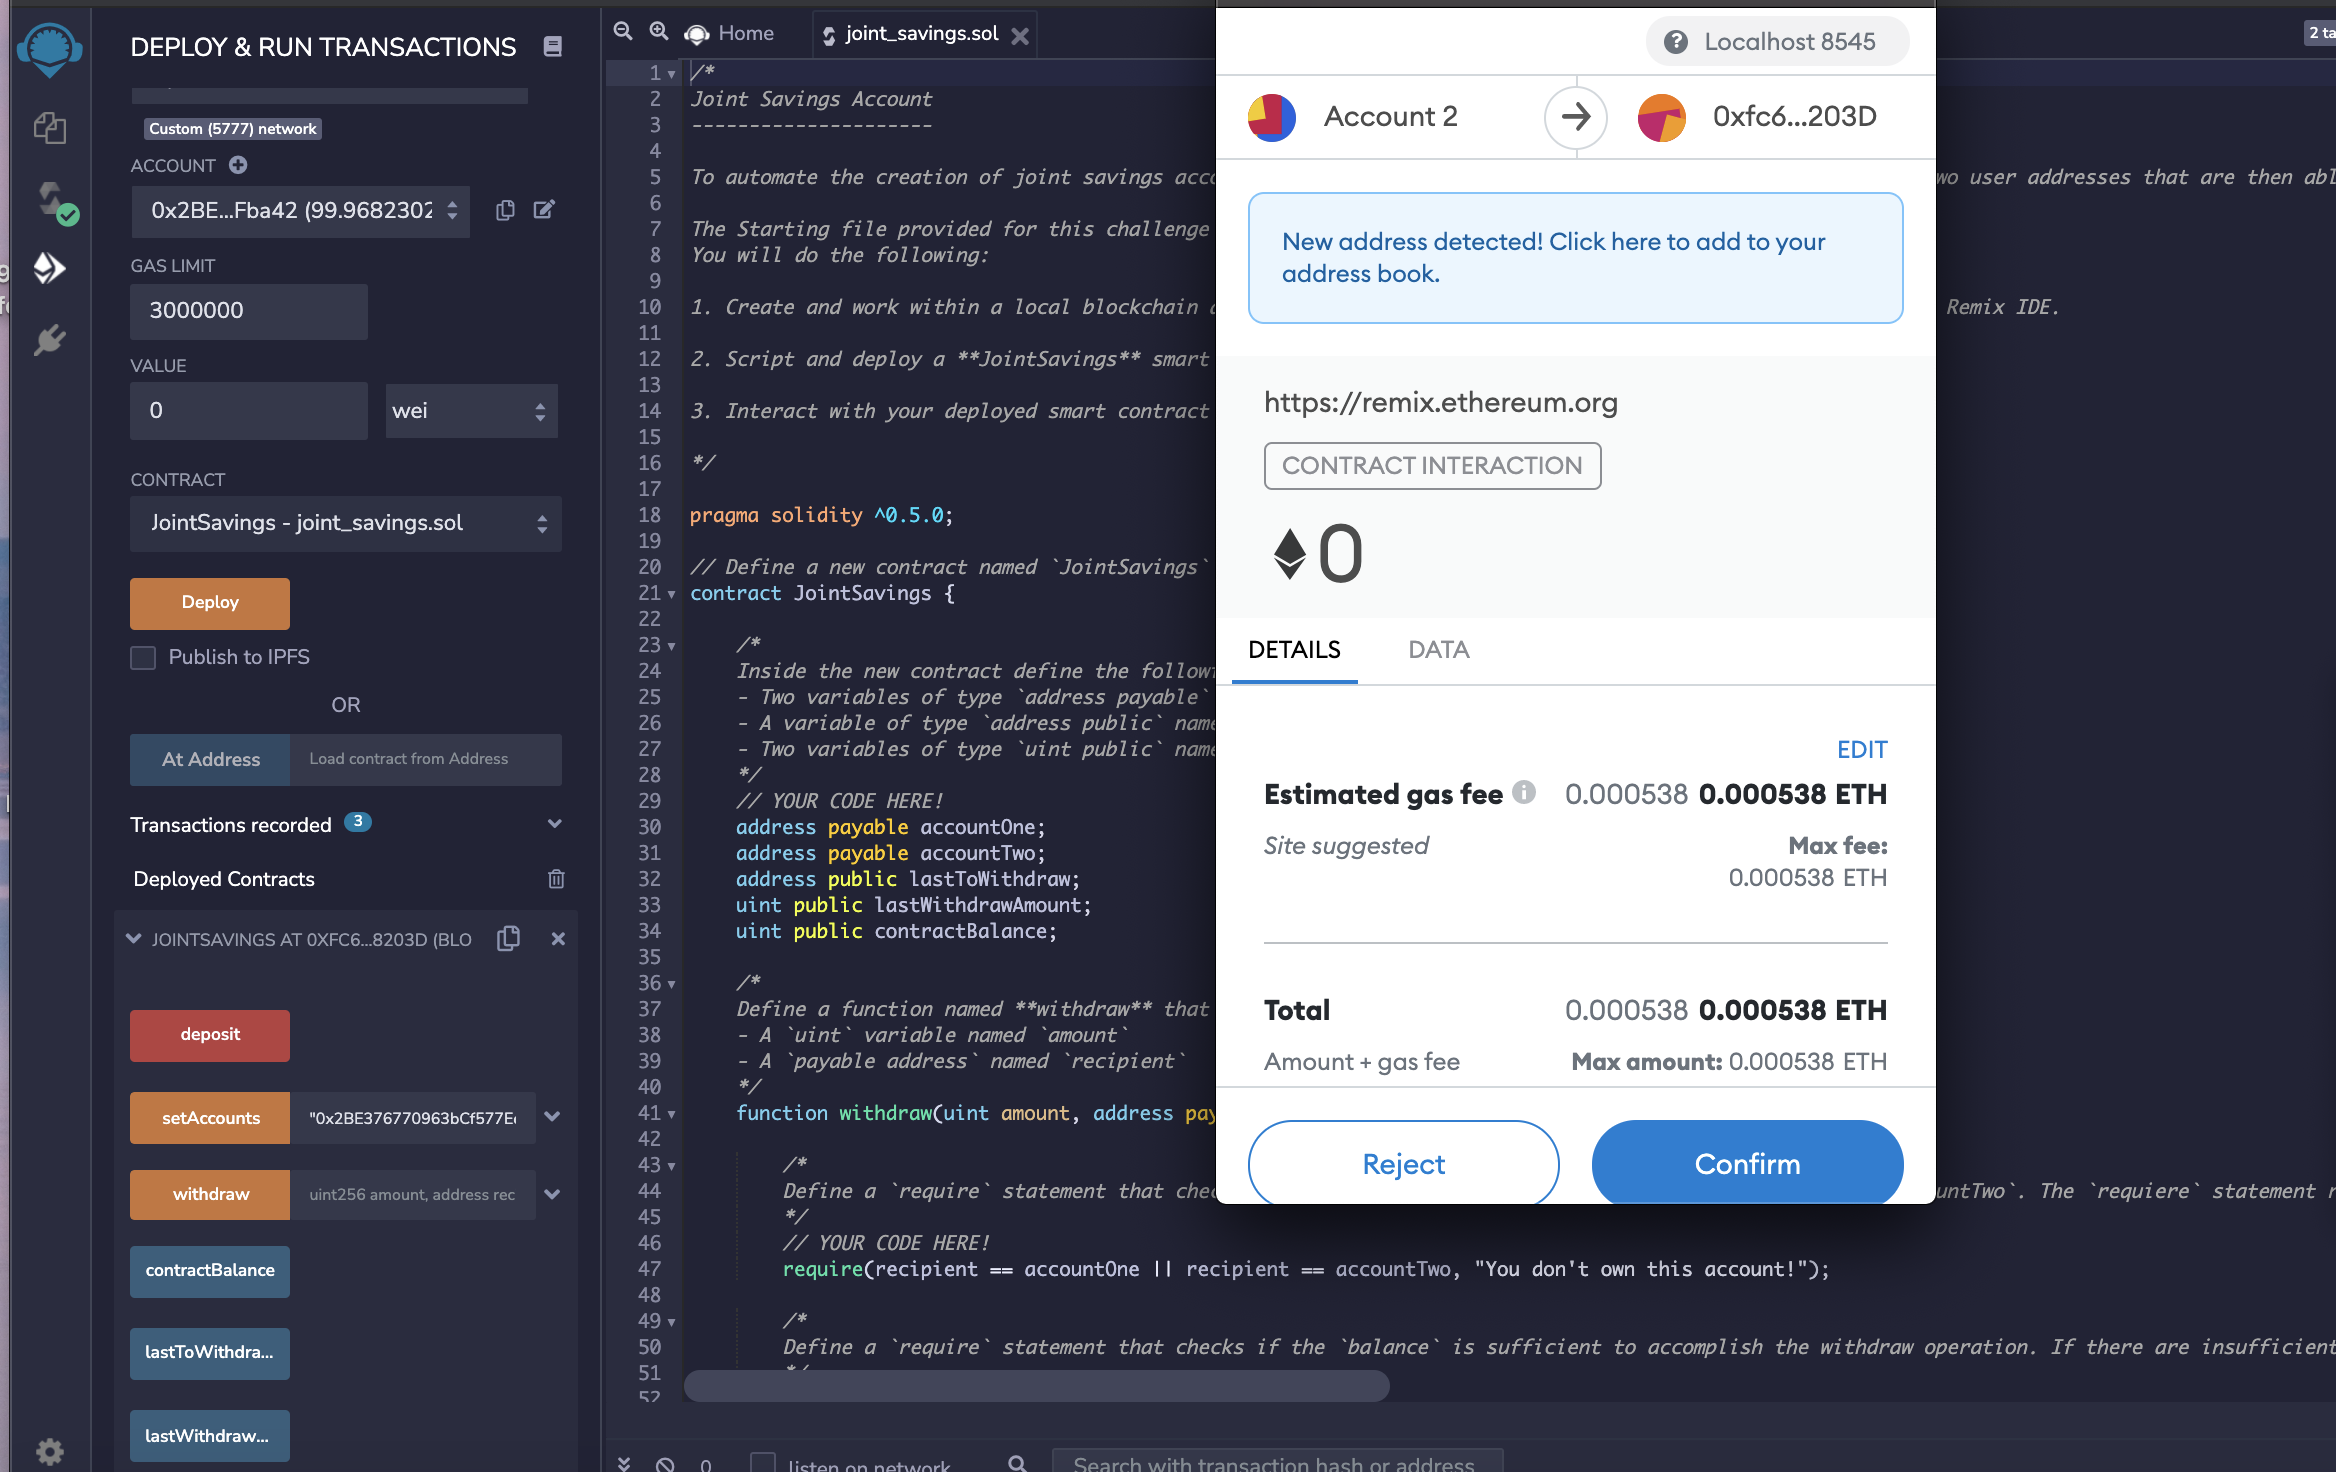 DEPLOY & RUN TRANSACTIONS
Custom (5777) network
ACCOUNT
0x2BE...Fba42 (99.9682302
GAS LIMIT
3000000
VALUE
0
wei
CONTRACT
JointSavings - joint_savings.sol
Deploy
Publish to IPFS
OR
At Address
Load contract from Address
Transactions recorded 3
Deployed Contracts
JOINTSAVINGS AT 0XFC6...8203D (BLO
deposit
setAccounts
"0x2BE376770963bCf577E
withdraw
uint256 amount, address rec
contractBalance
lastToWithdra...
lastWithdraw...
Home
joint_savings.sol
2 ta
1 /*
2 Joint Savings Account
3 ---------------------
4
5 To automate the creation of joint savings acc wo user addresses that are then abl
6
7 The Starting file provided for this challenge
8 You will do the following:
9
10 1. Create and work within a local blockchain Remix IDE.
11
12 2. Script and deploy a **JointSavings** smart
13
14 3. Interact with your deployed smart contract
15
16 */
17
18 pragma solidity ^0.5.0;
19
20 // Define a new contract named `JointSavings`
21 contract JointSavings {
22
23 /*
24 Inside the new contract define the follow
25 - Two variables of type `address payable`
26 - A variable of type `address public` name
27 - Two variables of type `uint public` name
28 */
29 // YOUR CODE HERE!
30 address payable accountOne;
31 address payable accountTwo;
32 address public lastToWithdraw;
33 uint public lastWithdrawAmount;
34 uint public contractBalance;
35
36 /*
37 Define a function named **withdraw** that
38 - A `uint` variable named `amount`
39 - A `payable address` named `recipient`
40 */
41 function withdraw(uint amount, address pay
42
43 /*
44 Define a `require` statement that chec untTwo`. The `requiere` statement r
45 */
46 // YOUR CODE HERE!
47 require(recipient == accountOne || recipient == accountTwo, "You don't own this account!");
48
49 /*
50 Define a `require` statement that checks if the `balance` is sufficient to accomplish the withdraw operation. If there are insufficient
51 */
52
0
listen on network
Search with transaction hash or address
Localhost 8545
Account 2
0xfc6...203D
New address detected! Click here to add to your
address book.
https://remix.ethereum.org
CONTRACT INTERACTION
0
DETAILS
DATA
EDIT
Estimated gas fee 0.000538 0.000538 ETH
Site suggested
Max fee:
0.000538 ETH
Total 0.000538 0.000538 ETH
Amount + gas fee Max amount: 0.000538 ETH
Reject
Confirm